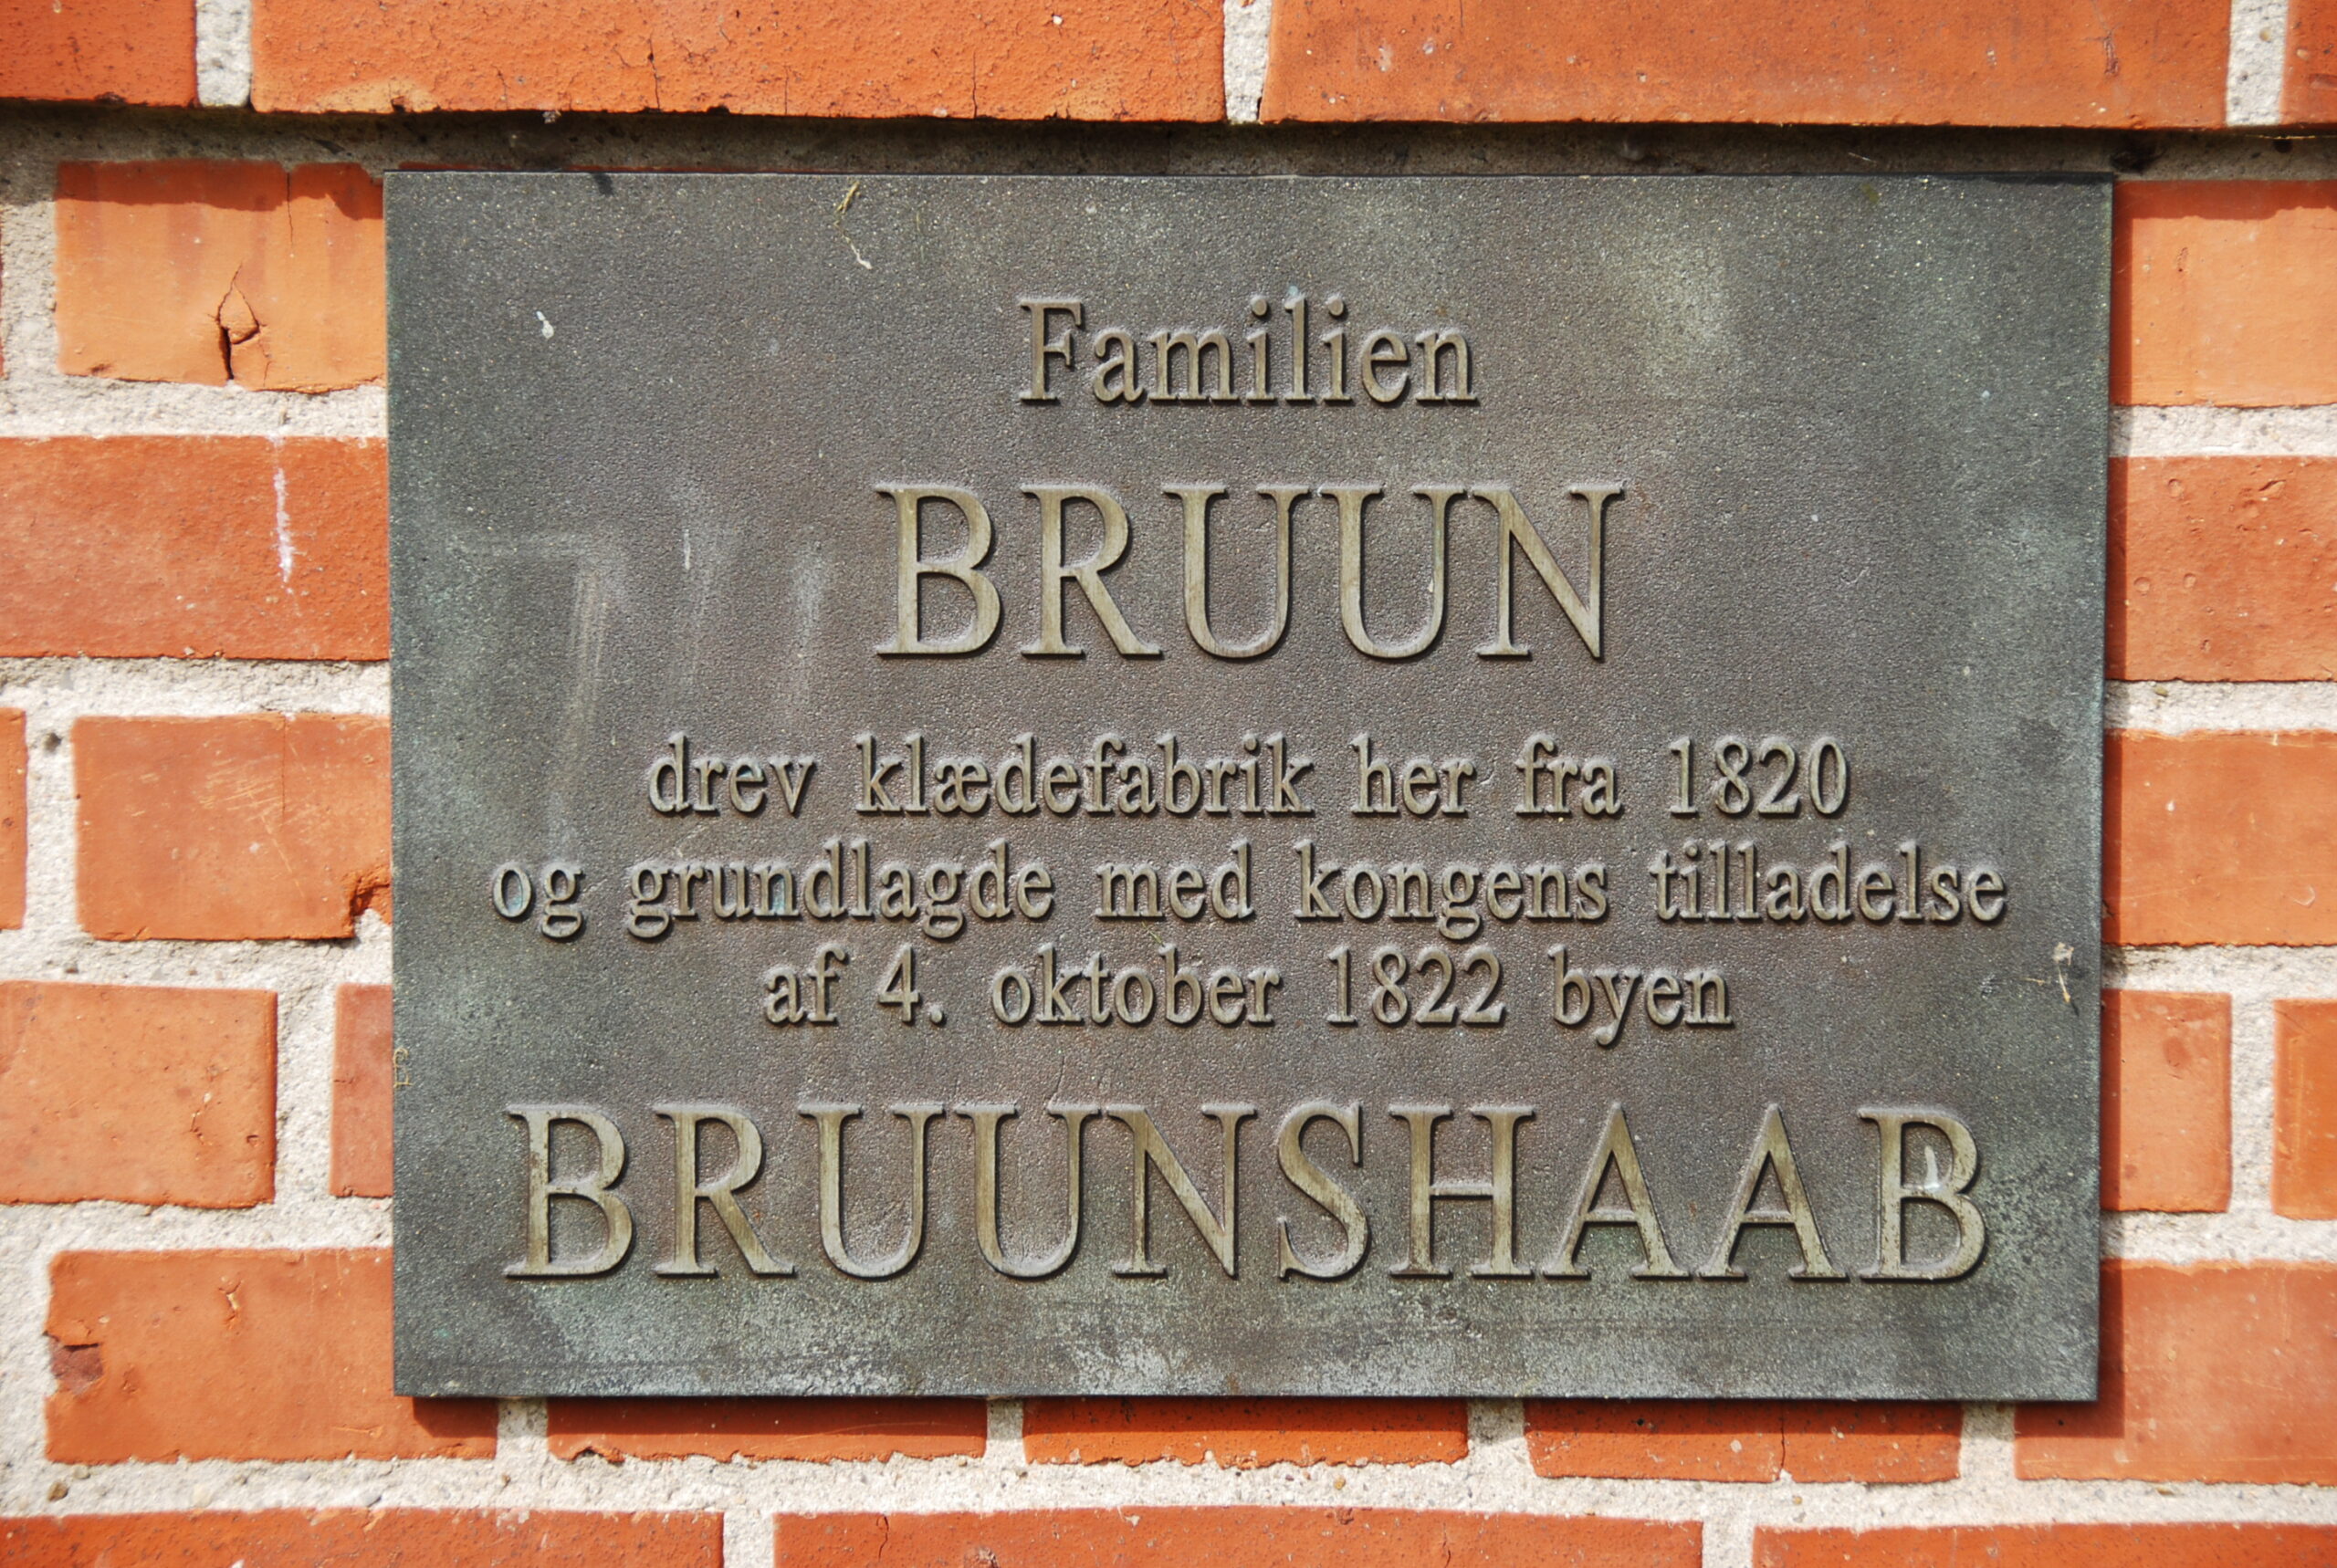 Familien
BRUUN
drev klædefabrik her fra 1820
og grundlagde med kongens tilladelse
af 4. oktober 1822 byen
BRUUNSHAAB